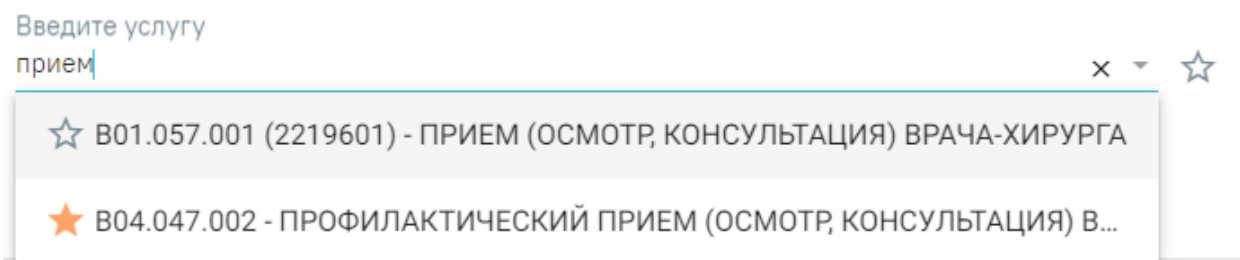 Введите услугу
прием
B01.057.001 (2219601) - ПРИЕМ (ОСМОТР, КОНСУЛЬТАЦИЯ) ВРАЧА-ХИРУРГА
B04.047.002 - ПРОФИЛАКТИЧЕСКИЙ ПРИЕМ (ОСМОТР, КОНСУЛЬТАЦИЯ) В...